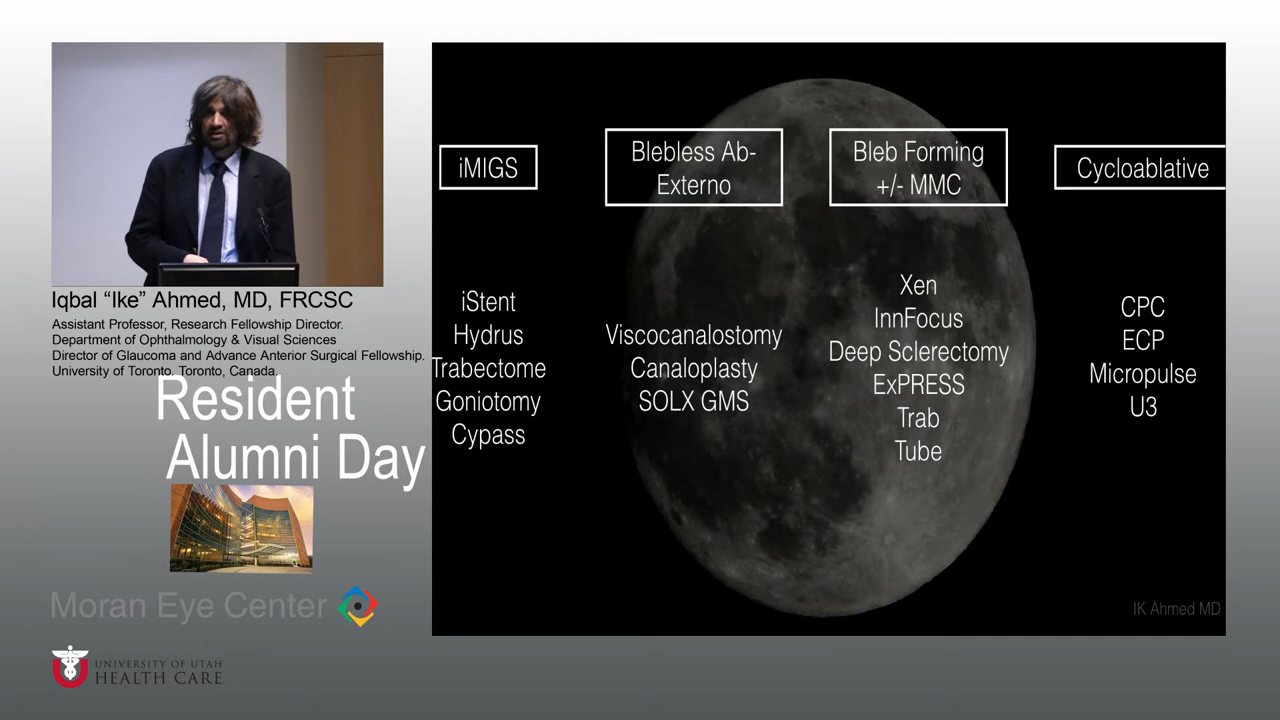 Iqbal “Ike” Ahmed, MD, FRCSC
Assistant Professor, Research Fellowship Director.
Department of Ophthalmology & Visual Sciences
Director of Glaucoma and Advance Anterior Surgical Fellowship.
University of Toronto. Toronto, Canada.
Resident
Alumni Day
Moran Eye Center
UNIVERSITY OF UTAH
HEALTH CARE
iMIGS
iStent
Hydrus
Trabectome
Goniotomy
Cypass
Blebless Ab-
Externo
Viscocanalostomy
Canaloplasty
SOLX GMS
Bleb Forming
+/- MMC
Xen
InnFocus
Deep Sclerectomy
ExPRESS
Trab
Tube
Cycloablative
CPC
ECP
Micropulse
U3
IK Ahmed MD